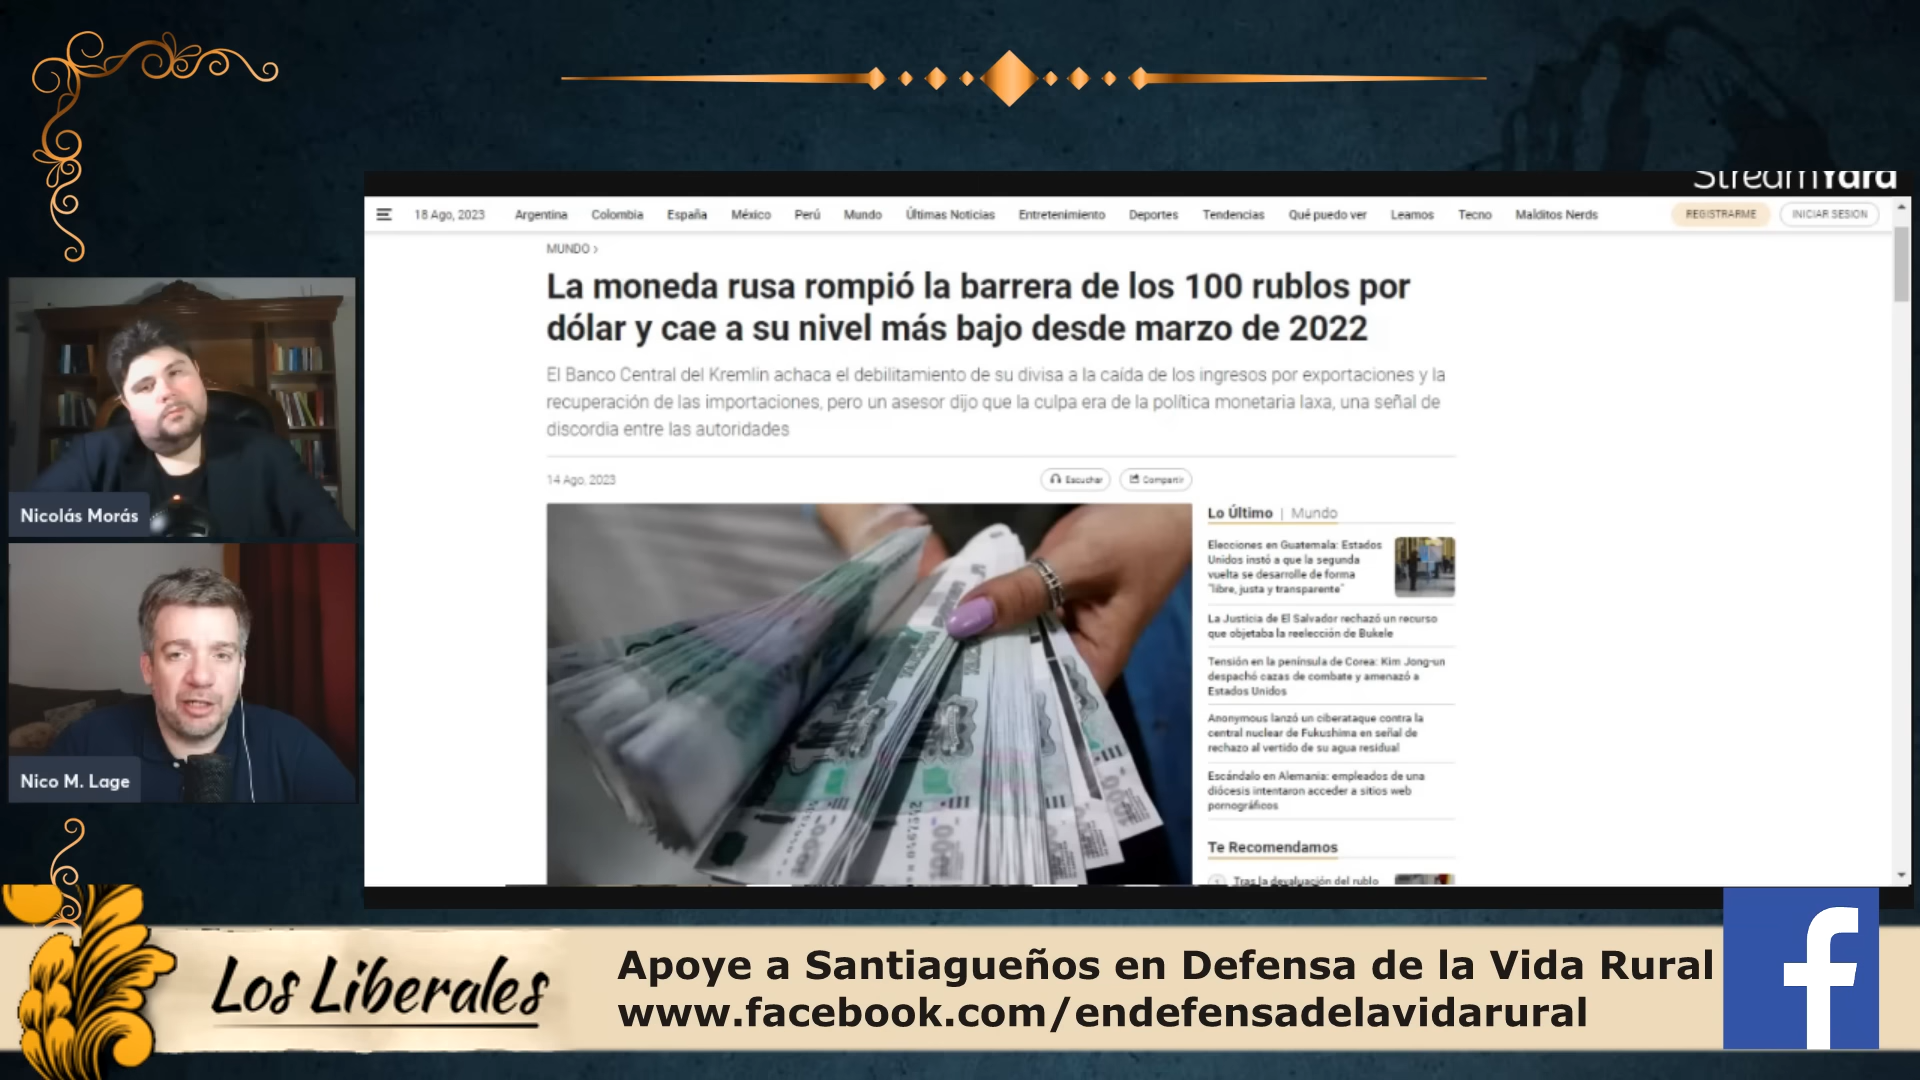 StreamYard
18 Ago, 2023 Argentina Colombia España México Perú Mundo Últimas Noticias Entretenimiento Deportes Tendencias Qué puedo ver Leamos Tecno Malditos Nerds REGISTRARME INICIAR SESIÓN
MUNDO >
La moneda rusa rompió la barrera de los 100 rublos por
dólar y cae a su nivel más bajo desde marzo de 2022
El Banco Central del Kremlin achaca el debilitamiento de su divisa a la caída de los ingresos por exportaciones y la
recuperación de las importaciones, pero un asesor dijo que la culpa era de la política monetaria laxa, una señal de
discordia entre las autoridades
14 Ago, 2023
Escuchar Compartir
Lo Último | Mundo
Elecciones en Guatemala: Estados
Unidos instó a que la segunda
vuelta se desarrolle de forma
"libre, justa y transparente"
La Justicia de El Salvador rechazó un recurso
que objetaba la reelección de Bukele
Tensión en la península de Corea: Kim Jong-un
despachó cazas de combate y amenazó a
Estados Unidos
Anonymous lanzó un ciberataque contra la
central nuclear de Fukushima en señal de
rechazo al vertido de su agua residual
Escándalo en Alemania: empleados de una
diócesis intentaron acceder a sitios web
pornográficos
Te Recomendamos
Tras la devaluación del rublo
1000
Nicolás Morás
Nico M. Lage
Los Liberales
Apoye a Santiagueños en Defensa de la Vida Rural
www.facebook.com/endefensadelavidarural
f